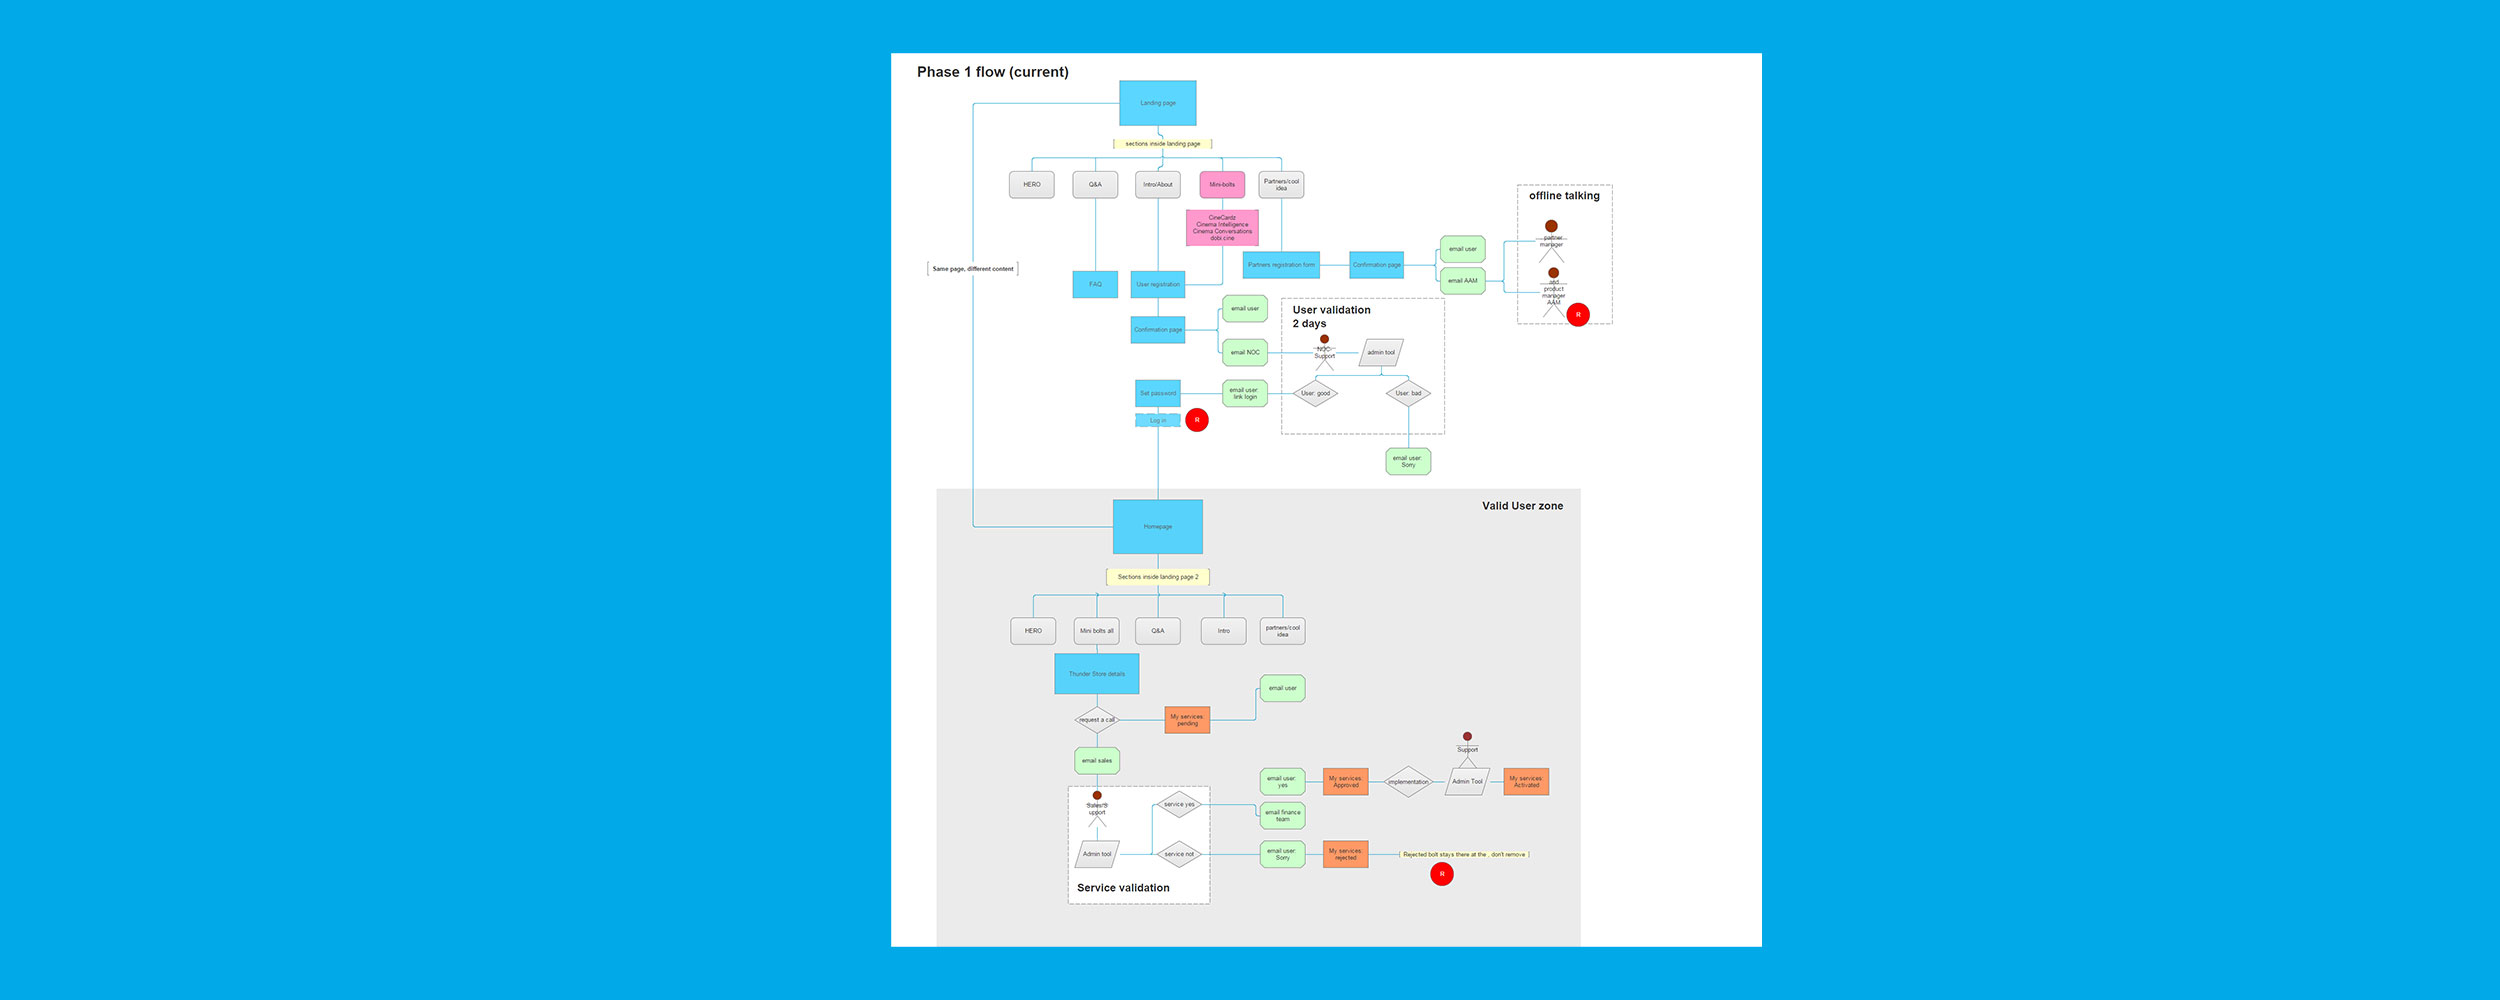 Phase 1 flow (current)
Landing page
sections inside landing page
HERO
Q&A
Intro/About
Mini-bolts
Partners/cool
idea
CineCardz
Cinema Intelligence
Cinema Conversations
dobi cine
offline talking
partner
manager
and
product
manager
AAM
R
Same page, different content
FAQ
User registration
Partners registration form
Confirmation page
email user
email AAM
Confirmation page
email user
email NOC
User validation
2 days
NOC-
Support
admin tool
User: good
User: bad
email user:
link login
Set password
Log in
R
email user:
Sorry
Valid User zone
Homepage
Sections inside landing page 2
HERO
Mini bolts all
Q&A
Intro
partners/cool
idea
Thunder Store details
request a call
My services:
pending
email user
email sales
Sales/S
upport
Admin tool
service yes
service not
Service validation
email user:
yes
email finance
team
email user:
Sorry
My services:
Approved
implementation
Support
Admin Tool
My services:
Activated
My services:
rejected
Rejected bolt stays there at the , don't remove
R